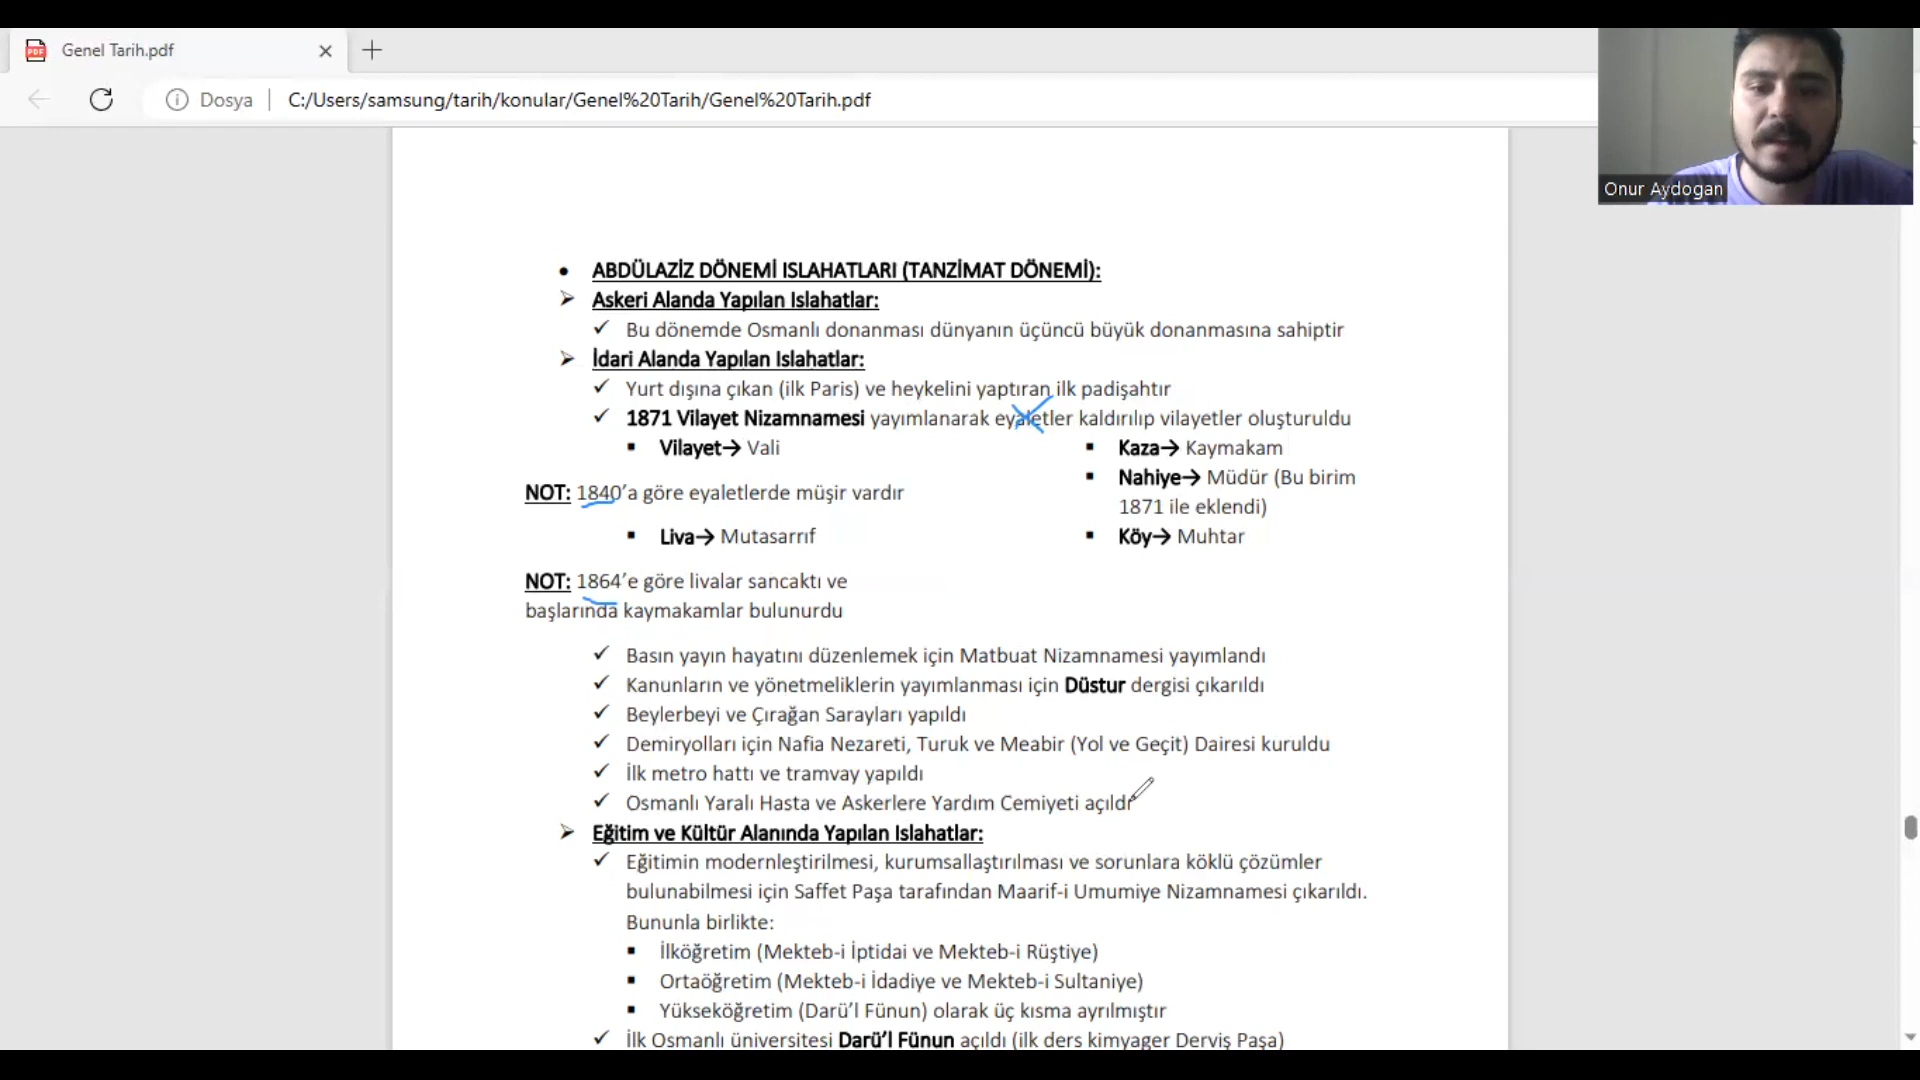 Genel Tarih.pdf
Dosya
C:/Users/samsung/tarih/konular/Genel%20Tarih/Genel%20Tarih.pdf
Onur Aydogan
ABDÜLAZİZ DÖNEMİ ISLAHATLARI (TANZİMAT DÖNEMİ):
Askeri Alanda Yapılan Islahatlar:
Bu dönemde Osmanlı donanması dünyanın üçüncü büyük donanmasına sahiptir
İdari Alanda Yapılan Islahatlar:
Yurt dışına çıkan (ilk Paris) ve heykelini yaptıran ilk padişahtır
1871 Vilayet Nizamnamesi yayımlanarak eyaletler kaldırılıp vilayetler oluşturuldu
Vilayet→ Vali
NOT: 1840'a göre eyaletlerde müşir vardır
Liva→ Mutasarrıf
NOT: 1864'e göre livalar sancaktı ve
başlarında kaymakamlar bulunurdu
Kaza→ Kaymakam
Nahiye→ Müdür (Bu birim
1871 ile eklendi)
Köy→ Muhtar
Basın yayın hayatını düzenlemek için Matbuat Nizamnamesi yayımlandı
Kanunların ve yönetmeliklerin yayımlanması için Düstur dergisi çıkarıldı
Beylerbeyi ve Çırağan Sarayları yapıldı
Demiryolları için Nafia Nezareti, Turuk ve Meabir (Yol ve Geçit) Dairesi kuruldu
İlk metro hattı ve tramvay yapıldı
Osmanlı Yaralı Hasta ve Askerlere Yardım Cemiyeti açıldı
Eğitim ve Kültür Alanında Yapılan Islahatlar:
Eğitimin modernleştirilmesi, kurumsallaştırılması ve sorunlara köklü çözümler
bulunabilmesi için Saffet Paşa tarafından Maarif-i Umumiye Nizamnamesi çıkarıldı.
Bununla birlikte:
İlköğretim (Mekteb-i İptidai ve Mekteb-i Rüştiye)
Ortaöğretim (Mekteb-i İdadiye ve Mekteb-i Sultaniye)
Yükseköğretim (Darü'l Fünun) olarak üç kısma ayrılmıştır
İlk Osmanlı üniversitesi Darü'l Fünun açıldı (ilk ders kimyager Derviş Paşa)